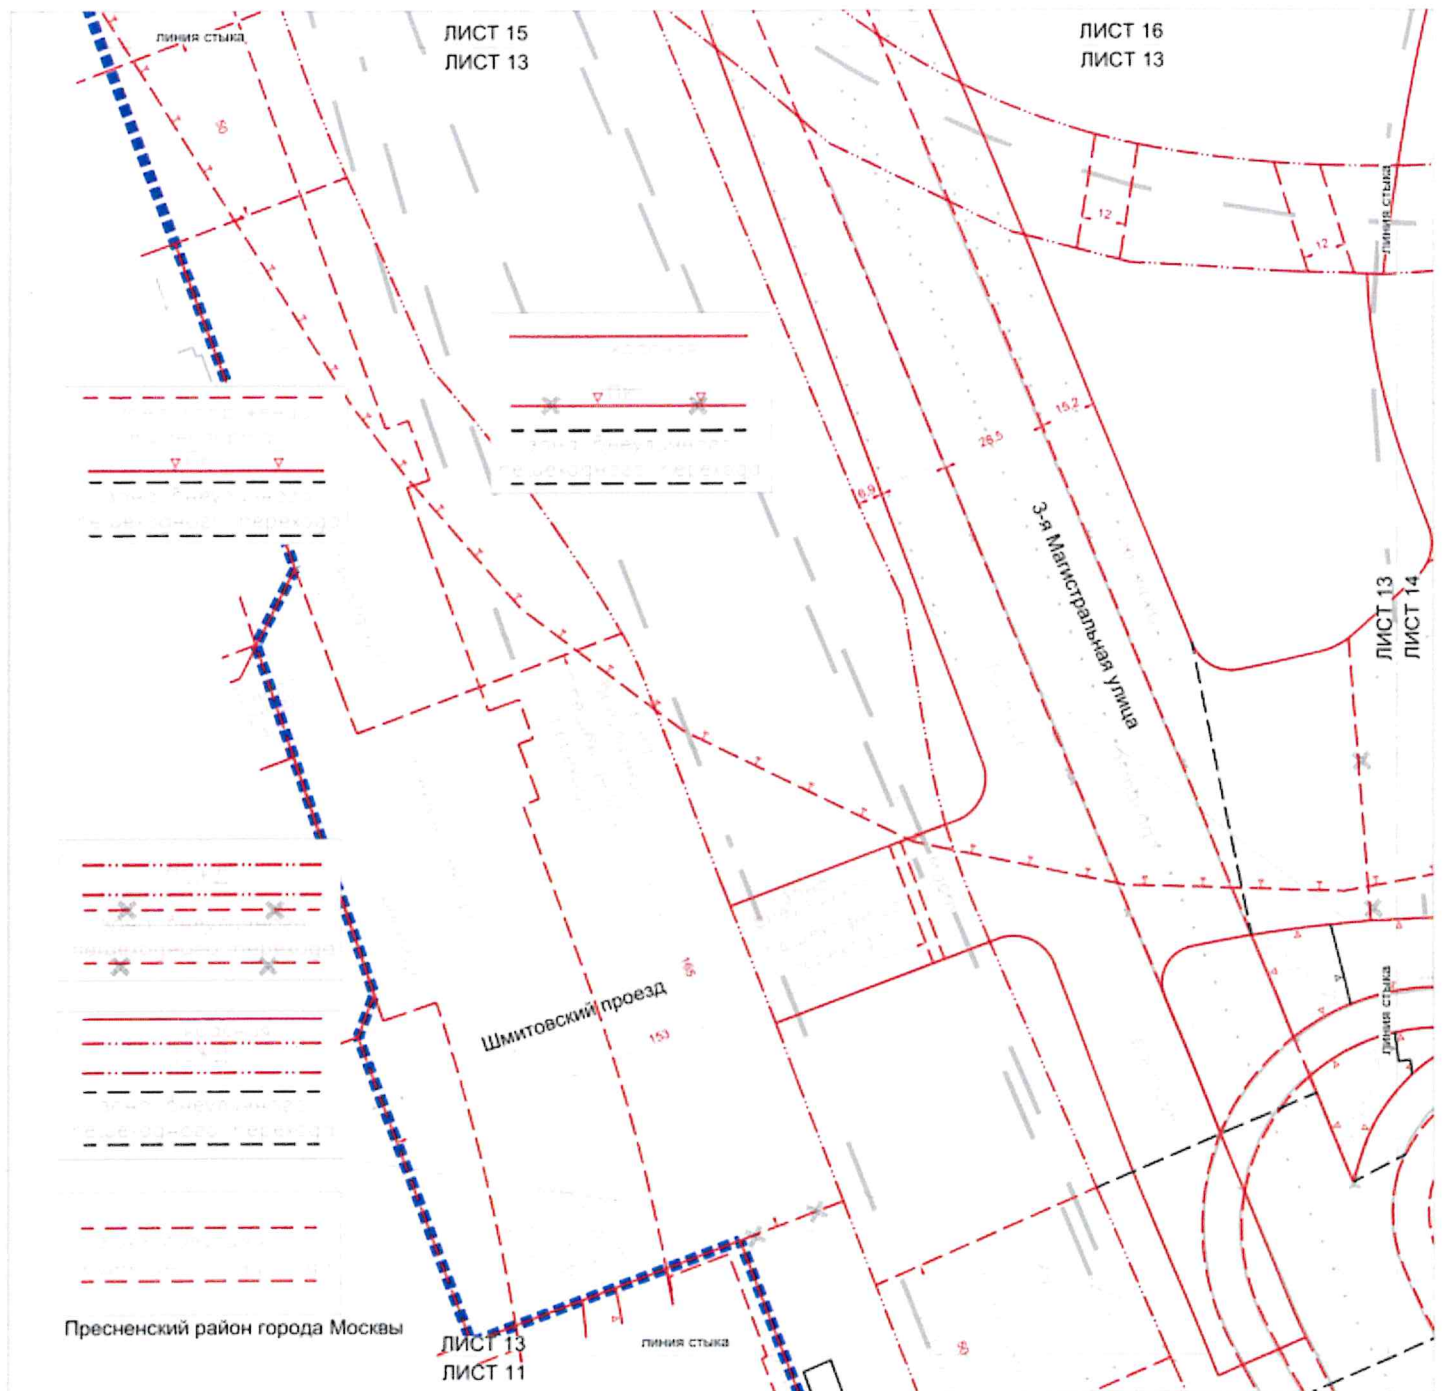 линия стыка
ЛИСТ 15
ЛИСТ 13
ЛИСТ 16
ЛИСТ 13
линия стыка
12
12
15,2
28,5
6,9
3-я Магистральная улица
ЛИСТ 13
ЛИСТ 14
165
Шмитовский проезд
153
линия стыка
Пресненский район города Москвы
ЛИСТ 13
ЛИСТ 11
линия стыка